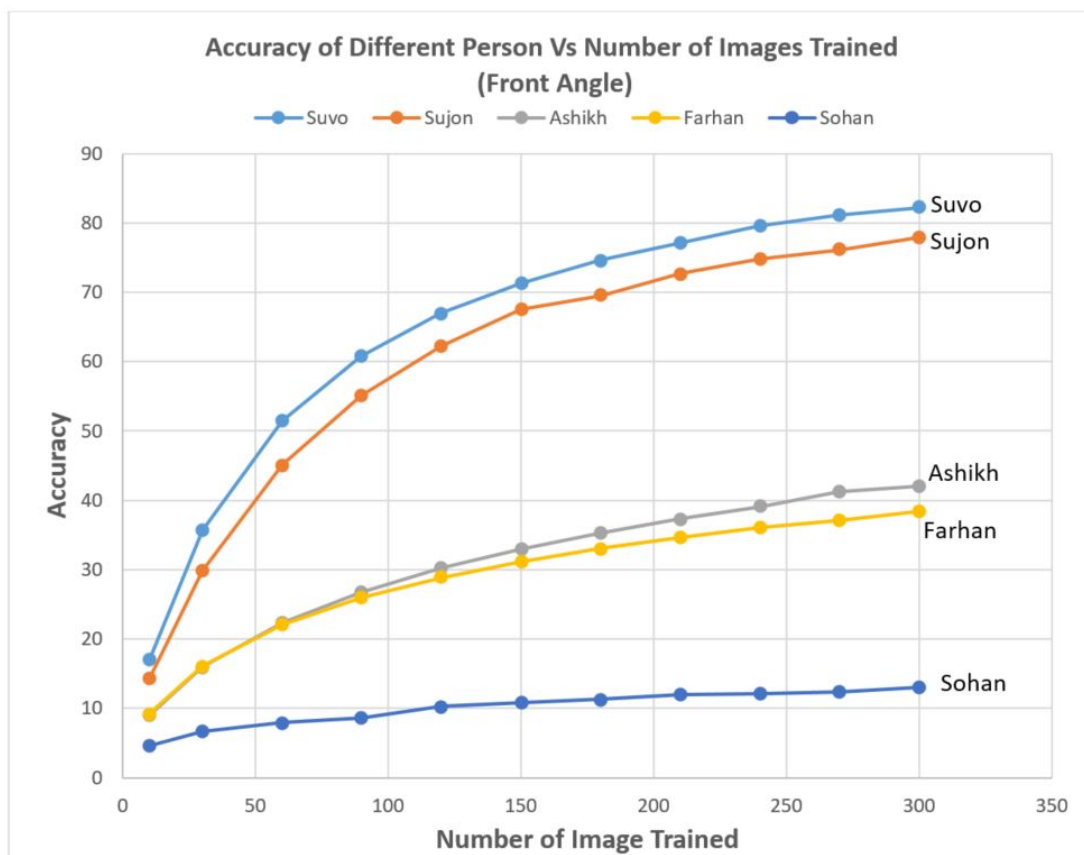 Accuracy of Different Person Vs Number of Images Trained
(Front Angle)
Suvo Sujon Ashikh Farhan Sohan
90
80
70
60
50
40
30
20
10
0
Accuracy
Suvo
Sujon
Ashikh
Farhan
Sohan
0 50 100 150 200 250 300 350
Number of Image Trained